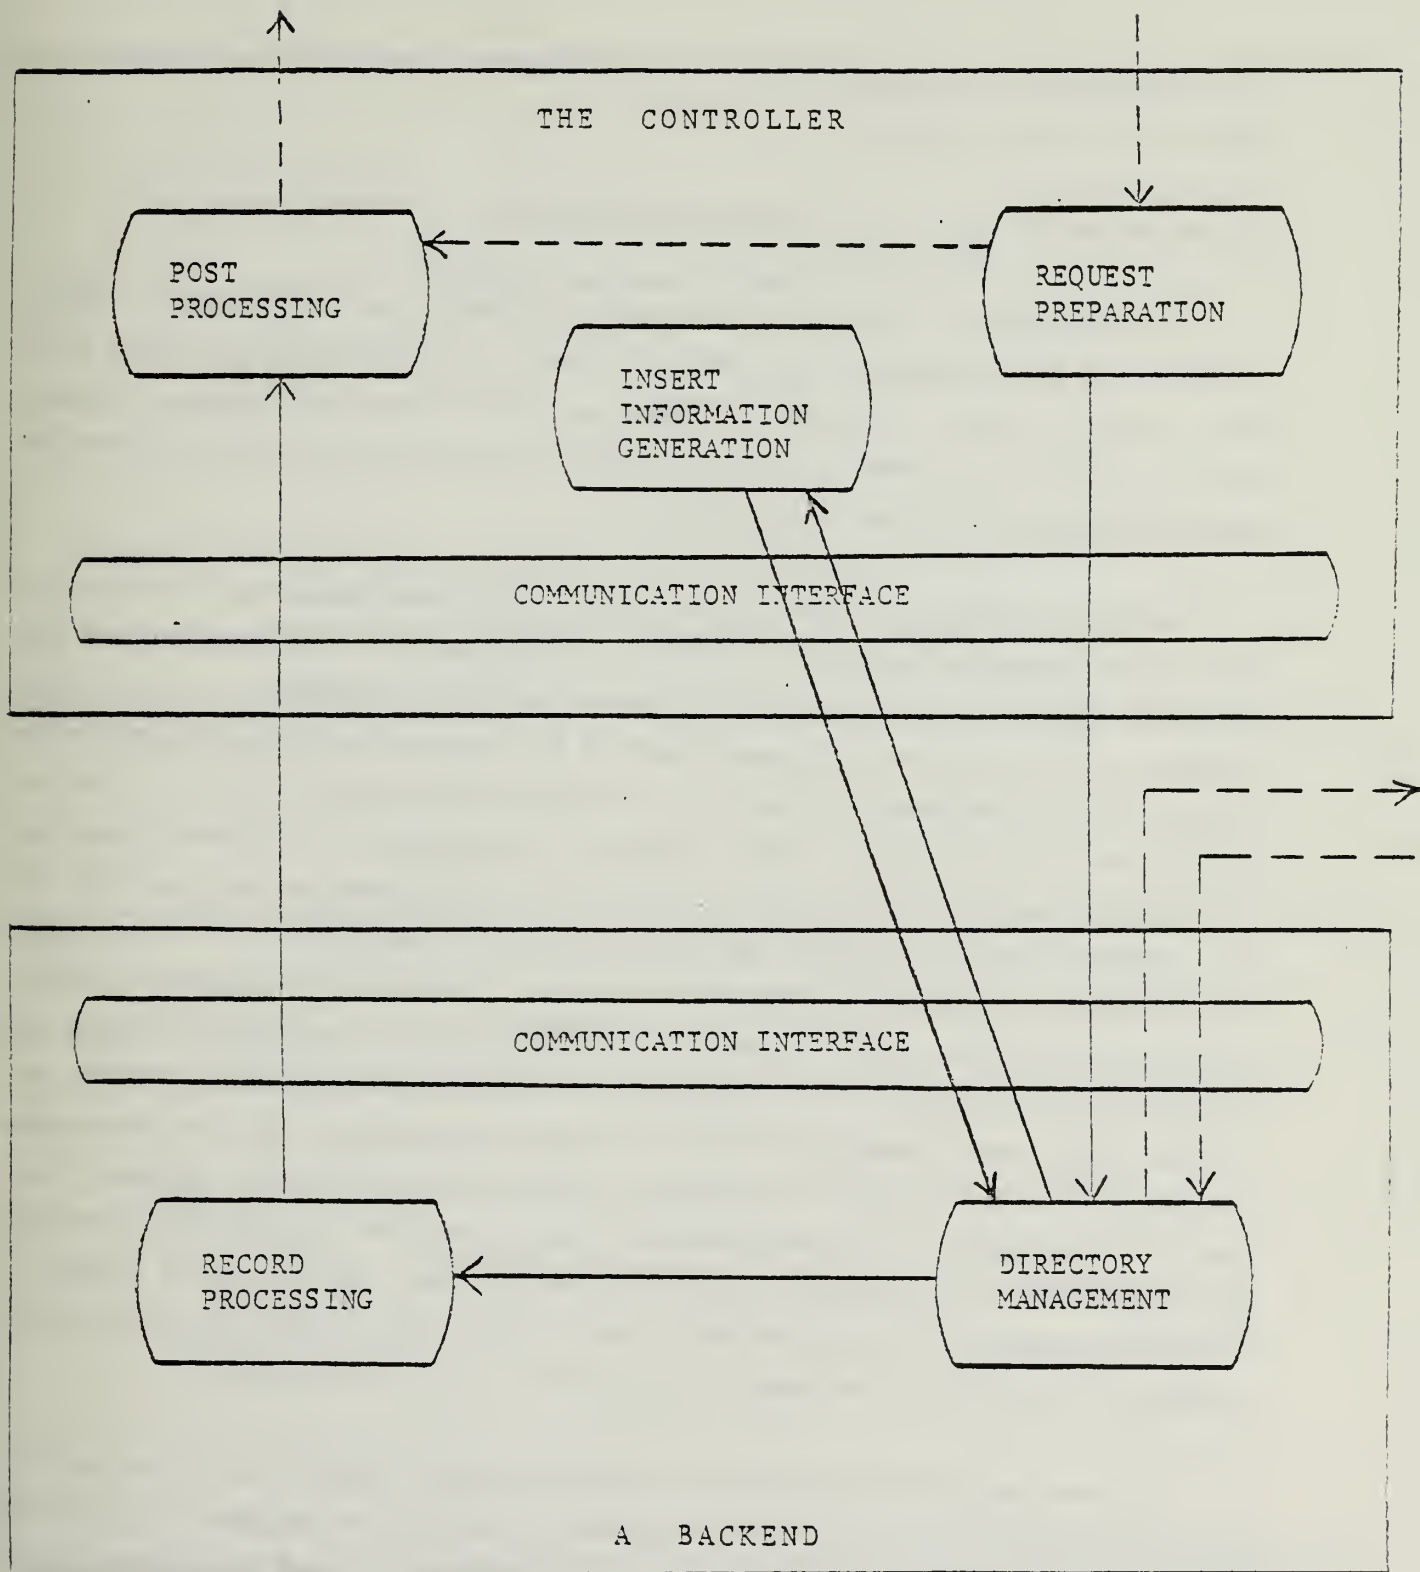 THE CONTROLLER
POST
PROCESSING
REQUEST
PREPARATION
INSERT
INFORMATION
GENERATION
COMMUNICATION INTERFACE
COMMUNICATION INTERFACE
RECORD
PROCESSING
DIRECTORY
MANAGEMENT
A BACKEND